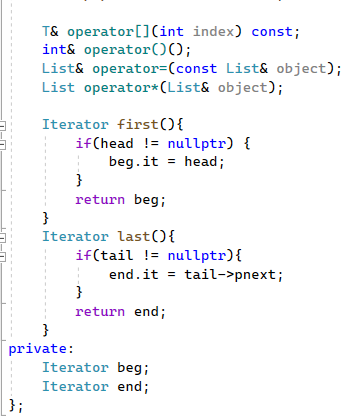 T& operator[](int index) const;
int& operator()();
List& operator=(const List& object);
List operator*(List& object);
Iterator first(){
if(head != nullptr) {
beg.it = head;
}
return beg;
}
Iterator last(){
if(tail != nullptr){
end.it = tail->pnext;
}
return end;
}
private:
Iterator beg;
Iterator end;
};